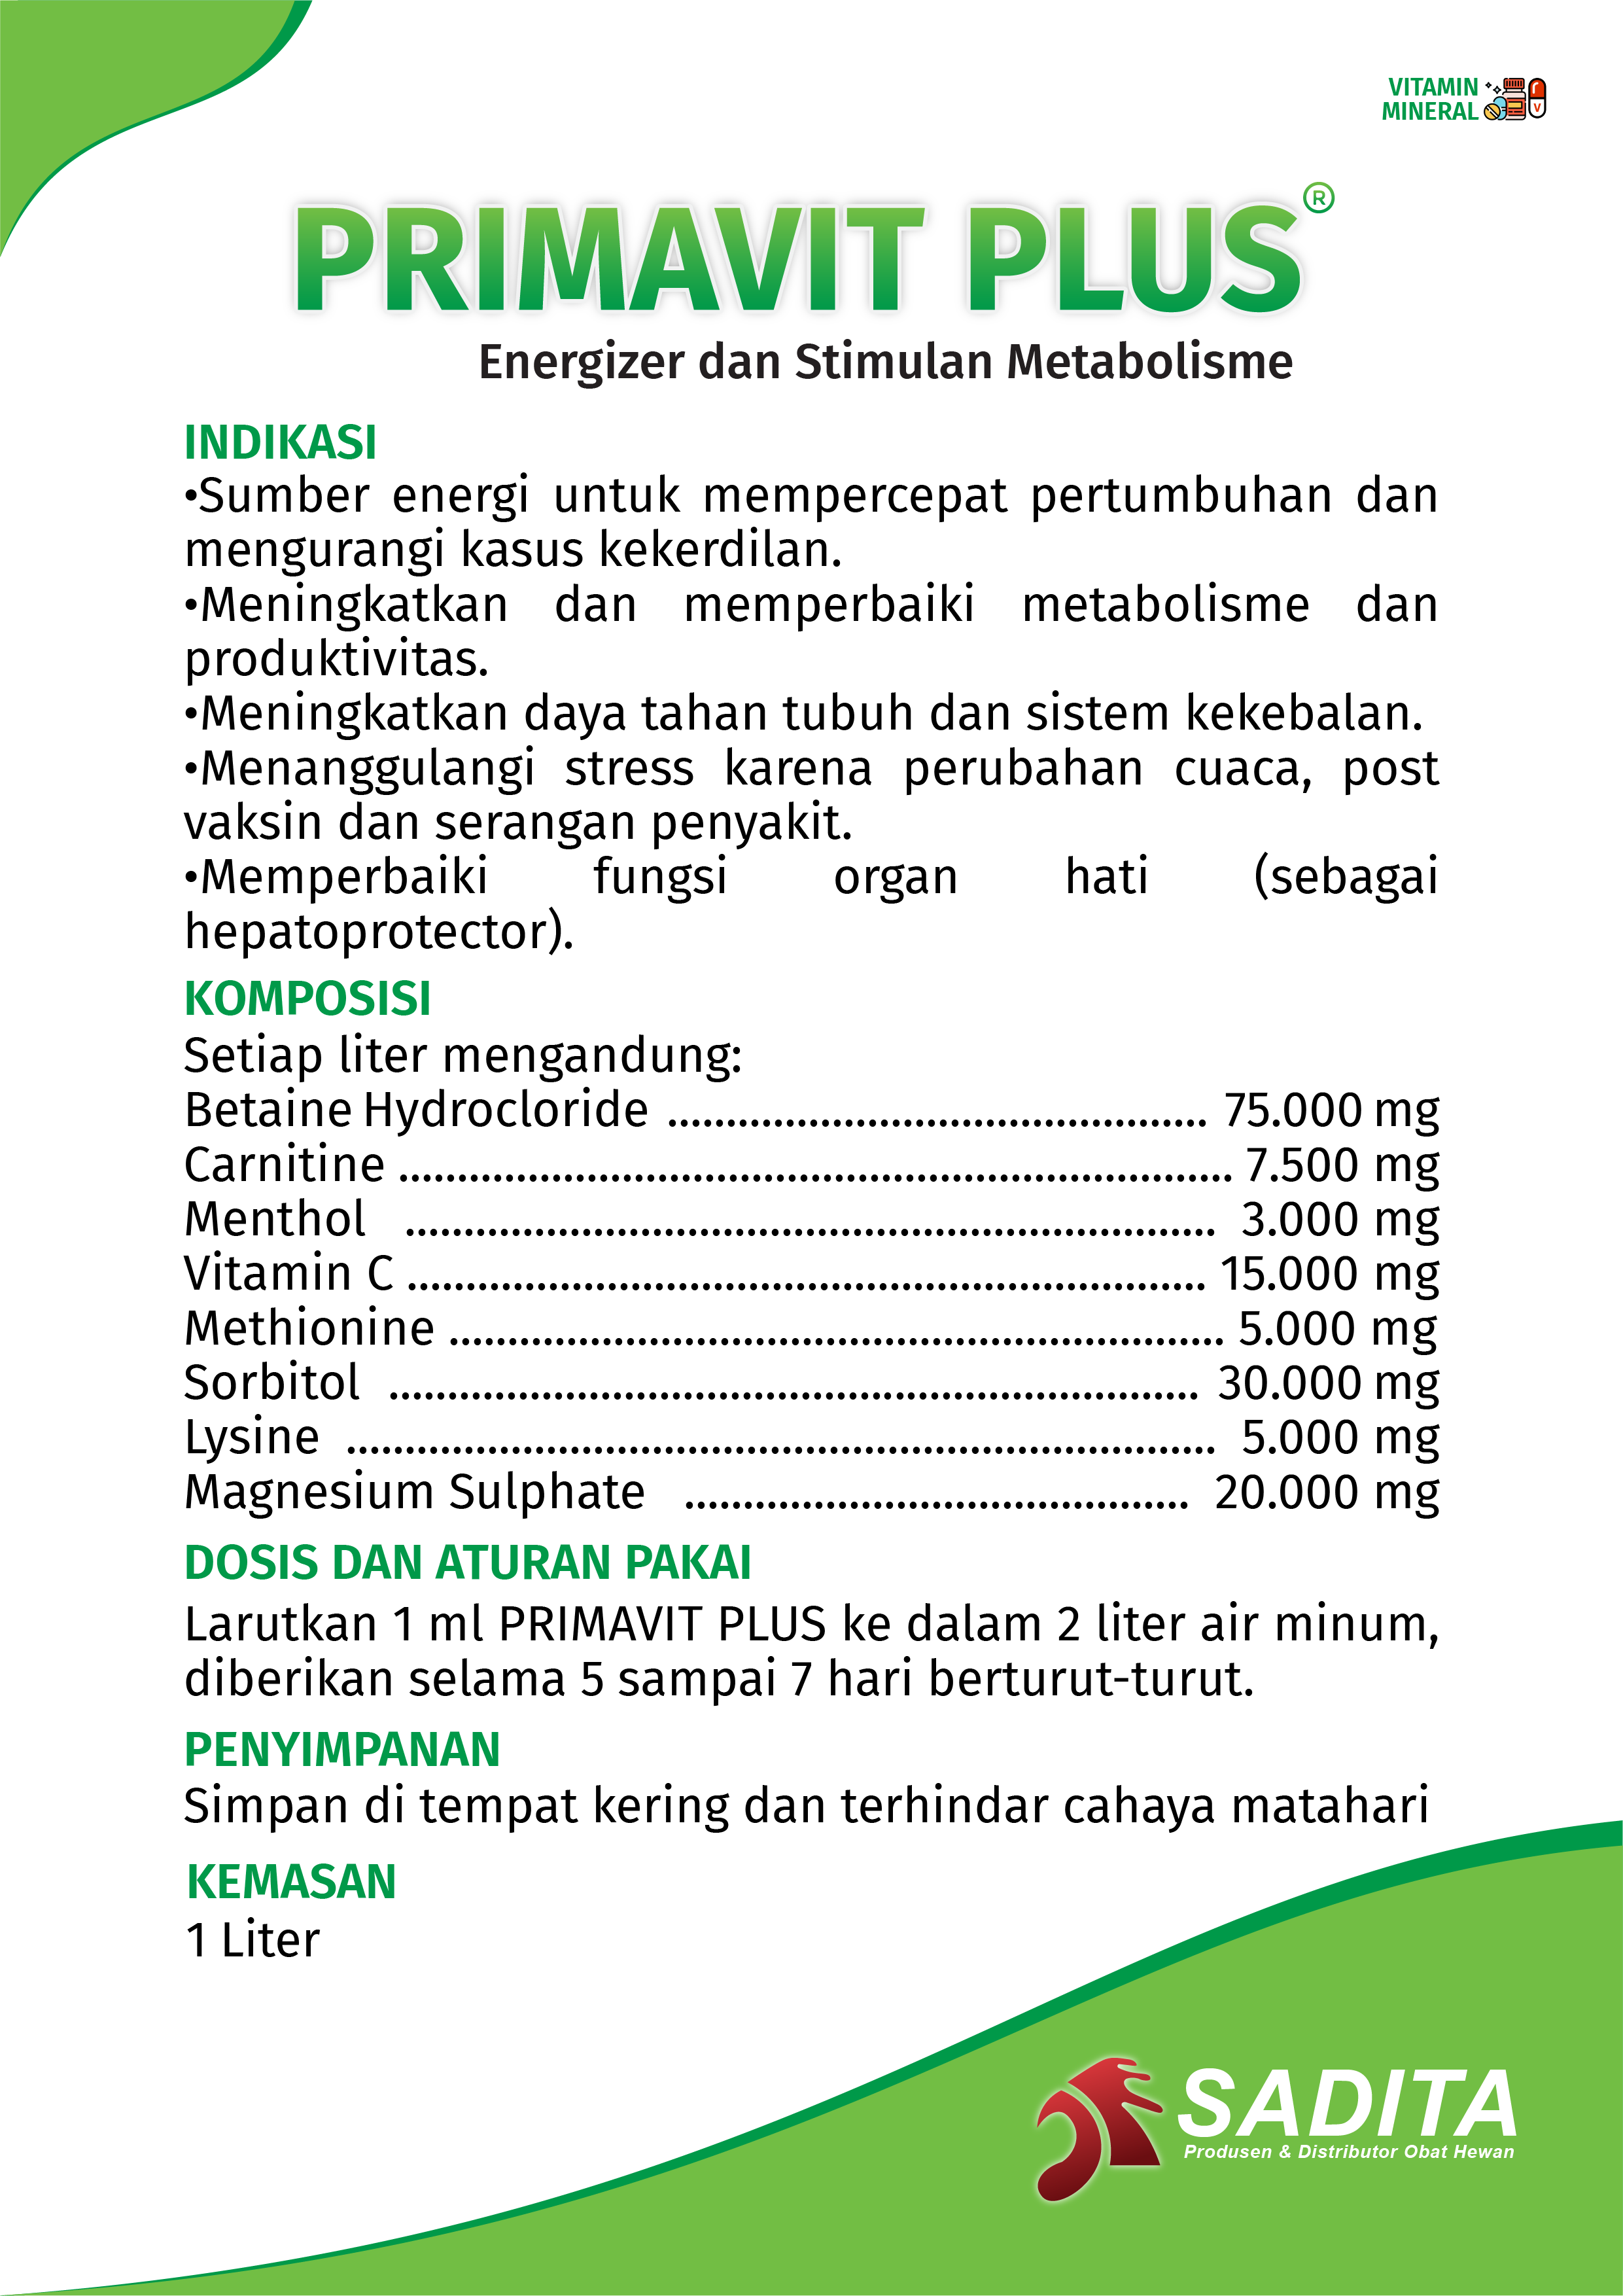 VITAMIN
MINERAL
V
PRIMAVIT PLUS®
Energizer dan Stimulan Metabolisme
INDIKASI
•Sumber energi untuk mempercepat pertumbuhan dan
mengurangi kasus kekerdilan.
•Meningkatkan dan memperbaiki metabolisme dan
produktivitas.
•Meningkatkan daya tahan tubuh dan sistem kekebalan.
•Menanggulangi stress karena perubahan cuaca, post
vaksin dan serangan penyakit.
•Memperbaiki fungsi organ hati (sebagai
hepatoprotector).
KOMPOSISI
Setiap liter mengandung:
Betaine Hydrocloride .............................................. 75.000 mg
Carnitine ....................................................................... 7.500 mg
Menthol ..................................................................... 3.000 mg
Vitamin C .................................................................... 15.000 mg
Methionine .................................................................. 5.000 mg
Sorbitol ..................................................................... 30.000 mg
Lysine .......................................................................... 5.000 mg
Magnesium Sulphate ........................................... 20.000 mg
DOSIS DAN ATURAN PAKAI
Larutkan 1 ml PRIMAVIT PLUS ke dalam 2 liter air minum,
diberikan selama 5 sampai 7 hari berturut-turut.
PENYIMPANAN
Simpan di tempat kering dan terhindar cahaya matahari
KEMASAN
1 Liter
SADITA
Produsen & Distributor Obat Hewan